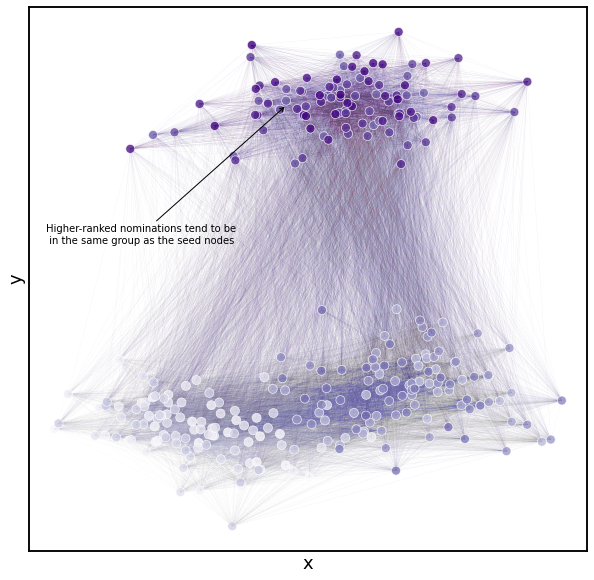 Higher-ranked nominations tend to be
in the same group as the seed nodes
y
x